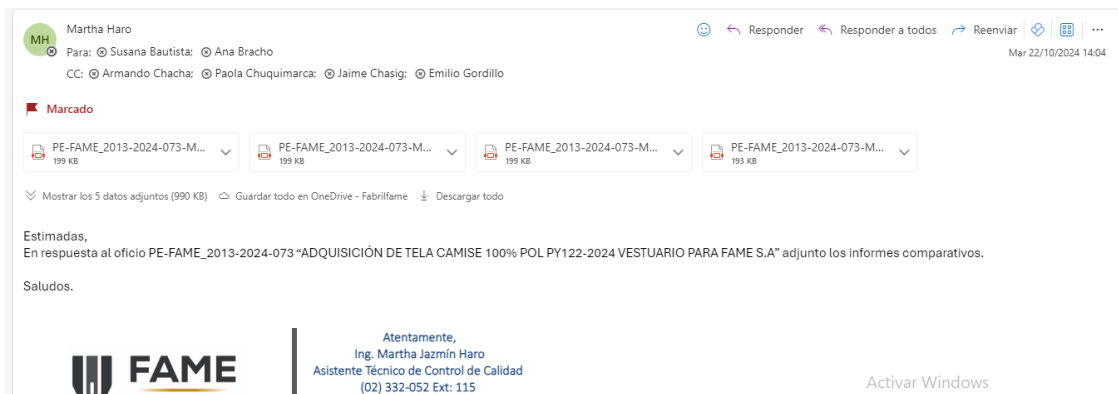 MH
Martha Haro
Responder Responder a todos Reenviar
Para: Susana Bautista; Ana Bracho
Mar 22/10/2024 14:04
CC: Armando Chacha; Paola Chuquimarca; Jaime Chasig; Emilio Gordillo
Marcado
PE-FAME_2013-2024-073-M...
199 KB
PE-FAME_2013-2024-073-M...
199 KB
PE-FAME_2013-2024-073-M...
199 KB
PE-FAME_2013-2024-073-M...
193 KB
Mostrar los 5 datos adjuntos (990 KB) Guardar todo en OneDrive - Fabrilfame Descargar todo
Estimadas,
En respuesta al oficio PE-FAME_2013-2024-073 “ADQUISICIÓN DE TELA CAMISE 100% POL PY122-2024 VESTUARIO PARA FAME S.A” adjunto los informes comparativos.
Saludos.
FAME
Atentamente,
Ing. Martha Jazmín Haro
Asistente Técnico de Control de Calidad
(02) 332-052 Ext: 115
Activar Windows